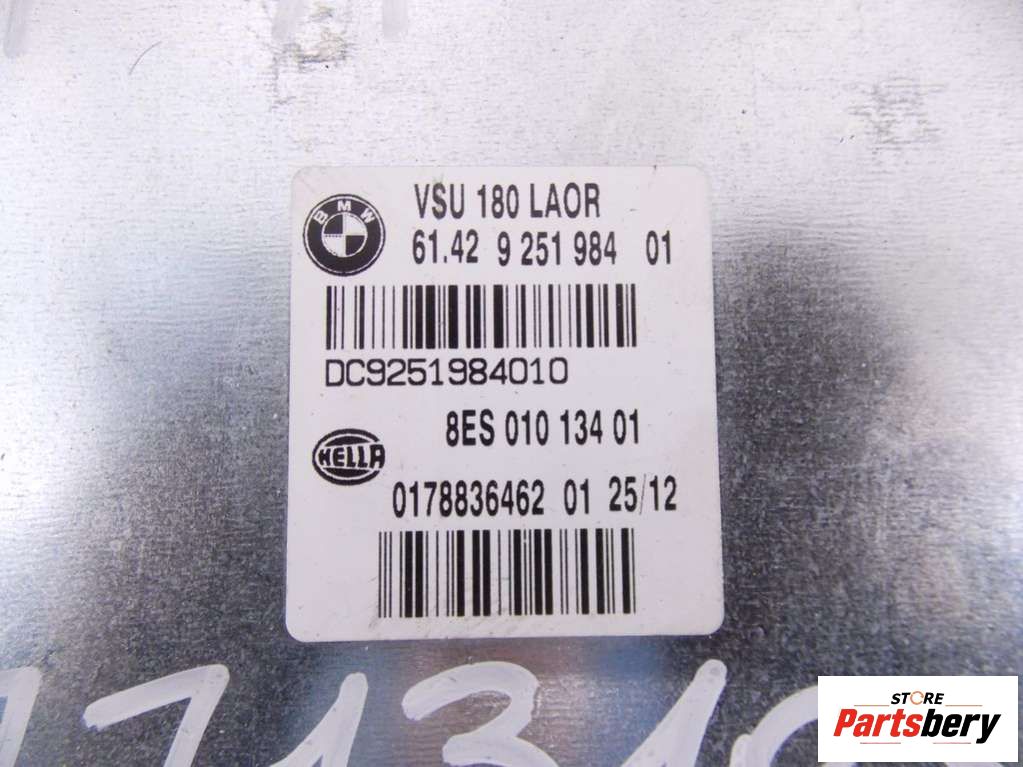 BMW
VSU 180 LAOR
61.42 9 251 984 01
DC9251984010
8ES 010 134 01
HELLA
0178836462 01 25/12
STORE
Partsbery